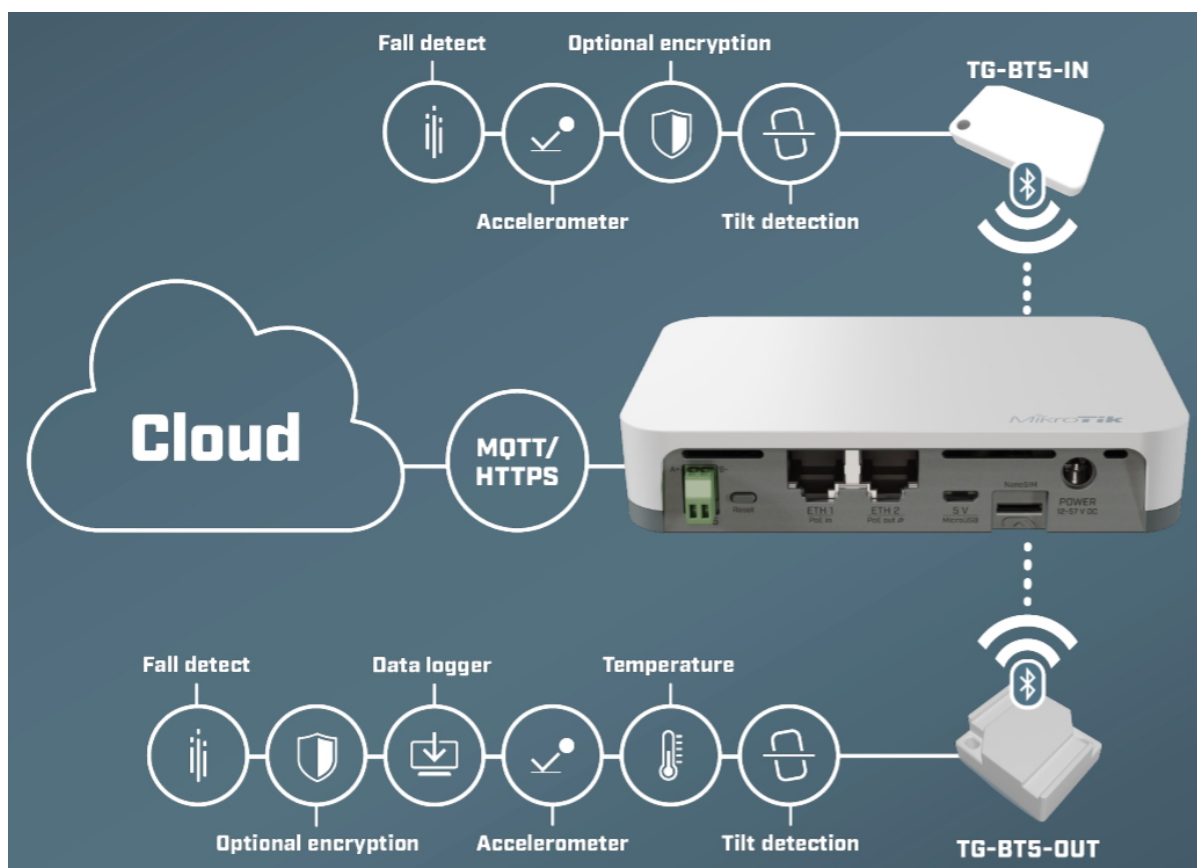 Fall detect
Optional encryption
TG-BT5-IN
Accelerometer
Tilt detection
Cloud
MQTT/
HTTPS
MikroTik
A+
B-
G
Reset
ETH 1
PoE in
ETH 2
PoE out
5 V
MicroUSB
NanoSIM
POWER
12-57 V DC
Fall detect
Data logger
Temperature
Optional encryption
Accelerometer
Tilt detection
TG-BT5-OUT